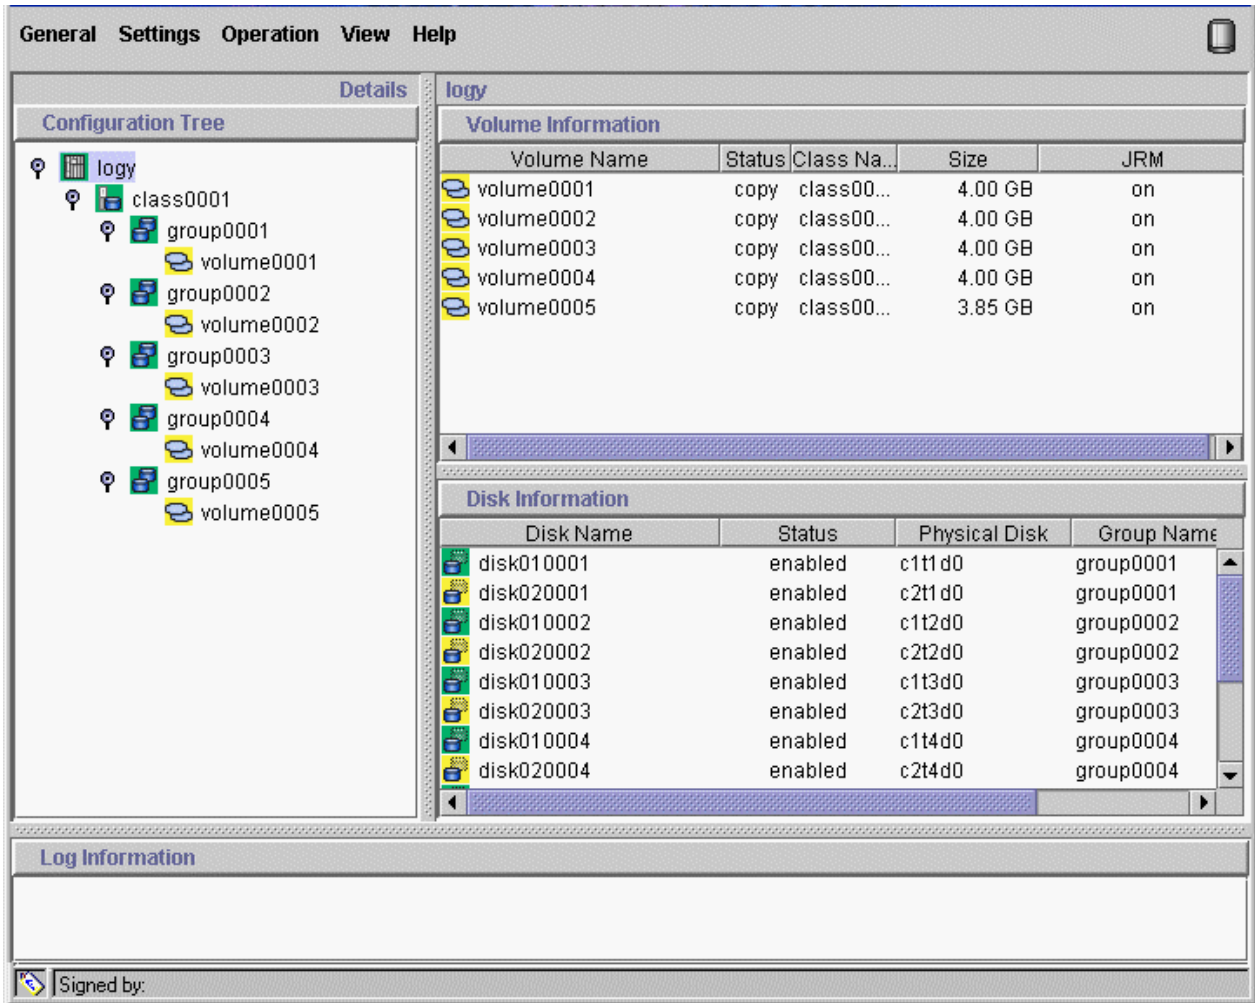 General Settings Operation View Help
Details
Configuration Tree
logy
class0001
group0001
volume0001
group0002
volume0002
group0003
volume0003
group0004
volume0004
group0005
volume0005
logy
Volume Information
Volume Name Status Class Na... Size JRM
volume0001 copy class00... 4.00 GB on
volume0002 copy class00... 4.00 GB on
volume0003 copy class00... 4.00 GB on
volume0004 copy class00... 4.00 GB on
volume0005 copy class00... 3.85 GB on
Disk Information
Disk Name Status Physical Disk Group Name
disk010001 enabled c1t1d0 group0001
disk020001 enabled c2t1d0 group0001
disk010002 enabled c1t2d0 group0002
disk020002 enabled c2t2d0 group0002
disk010003 enabled c1t3d0 group0003
disk020003 enabled c2t3d0 group0003
disk010004 enabled c1t4d0 group0004
disk020004 enabled c2t4d0 group0004
Log Information
Signed by: